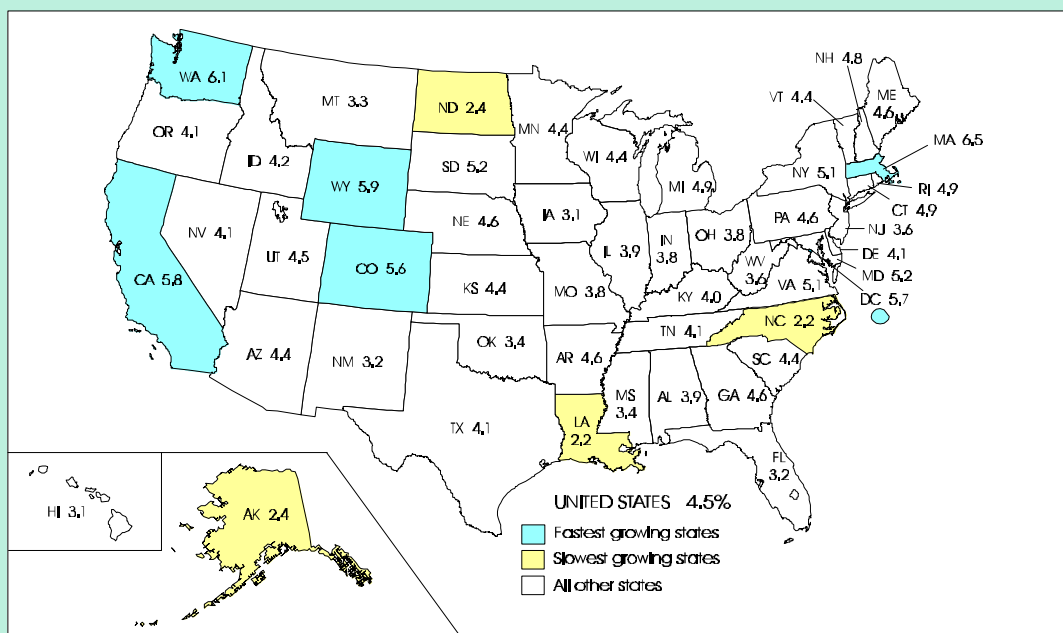 NH 4.8
VT 4.4
ME
4.6
WA 6.1
MT 3.3
ND 2.4
MN 4.4
MA 6.5
OR 4.1
ID 4.2
WY 5.9
SD 5.2
WI 4.4
MI 4.9
NY 5.1
RI 4.9
CT 4.9
NJ 3.6
NV 4.1
UT 4.5
CO 5.6
NE 4.6
IA 3.1
IL 3.9
IN
3.8
OH 3.8
PA 4.6
DE 4.1
MD 5.2
DC 5.7
WV
3.6
VA 5.1
CA 5.8
KS 4.4
MO 3.8
KY 4.0
NC 2.2
TN 4.1
AZ 4.4
NM 3.2
OK 3.4
AR 4.6
SC 4.4
MS
3.4
AL 3.9
GA 4.6
TX 4.1
LA
2.2
FL
3.2
HI 3.1
AK 2.4
UNITED STATES 4.5%
Fastest growing states
Slowest growing states
All other states